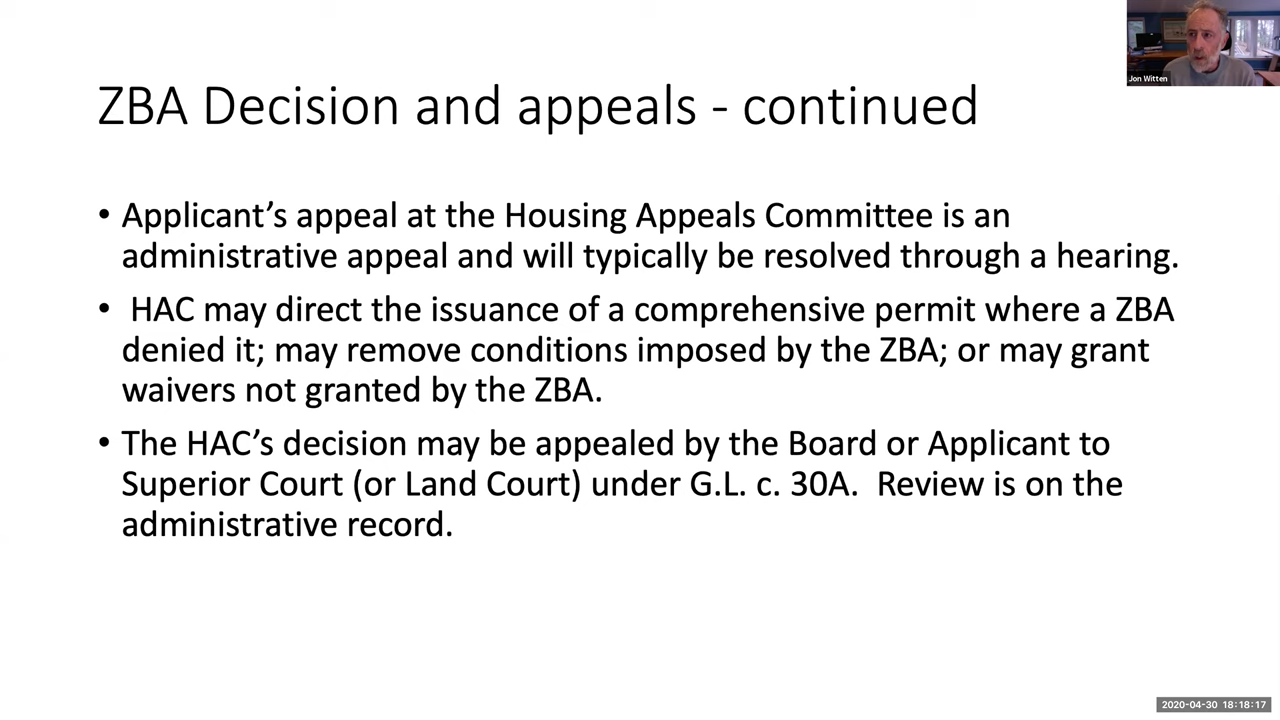 Jon Witten
ZBA Decision and appeals - continued
• Applicant’s appeal at the Housing Appeals Committee is an
administrative appeal and will typically be resolved through a hearing.
• HAC may direct the issuance of a comprehensive permit where a ZBA
denied it; may remove conditions imposed by the ZBA; or may grant
waivers not granted by the ZBA.
• The HAC’s decision may be appealed by the Board or Applicant to
Superior Court (or Land Court) under G.L. c. 30A.  Review is on the
administrative record.
2020-04-30 18:18:17